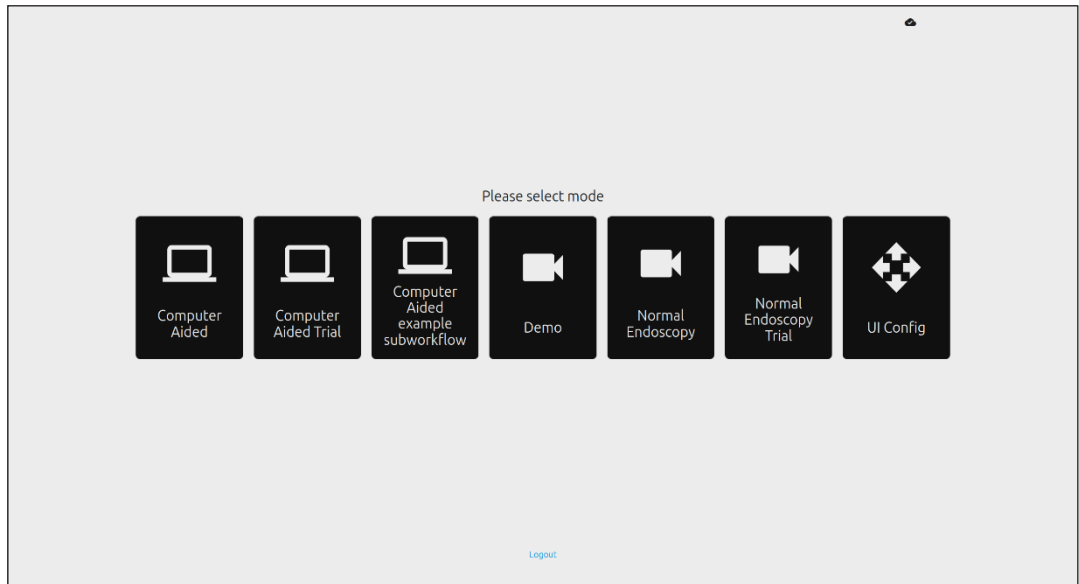 Please select mode
Computer
Aided
Computer
Aided Trial
Computer
Aided
example
subworkflow
Demo
Normal
Endoscopy
Normal
Endoscopy
Trial
UI Config
Logout